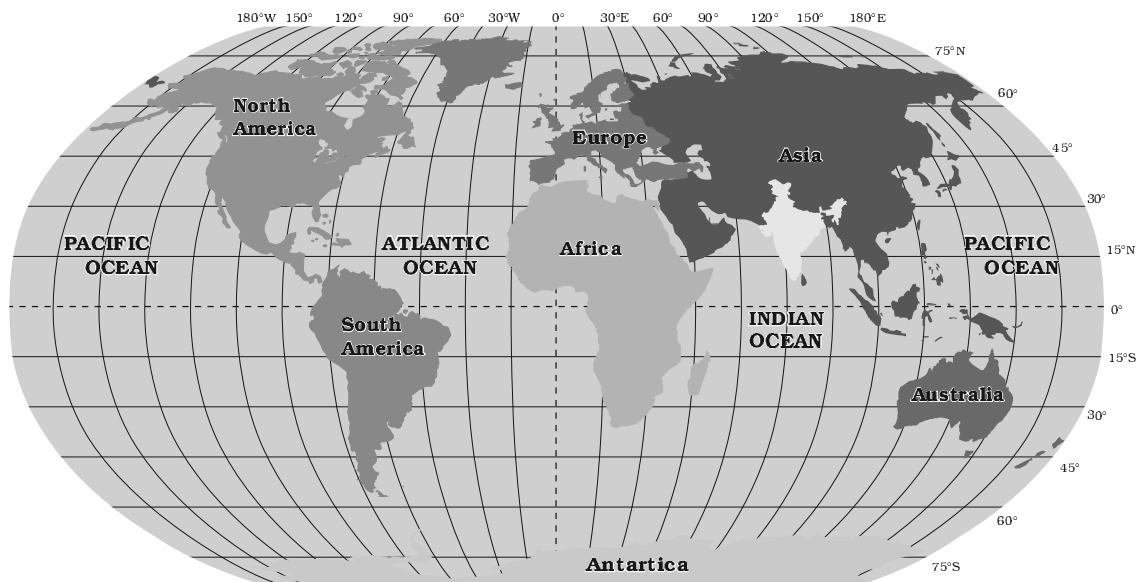 180°W 150° 120° 90° 60° 30°W 0° 30°E 60° 90° 120° 150° 180°E
75°N
60°
45°
30°
15°N
0°
15°S
30°
45°
60°
75°S
North
America
Europe
Asia
PACIFIC
OCEAN
ATLANTIC
OCEAN
Africa
PACIFIC
OCEAN
South
America
INDIAN
OCEAN
Australia
Antartica